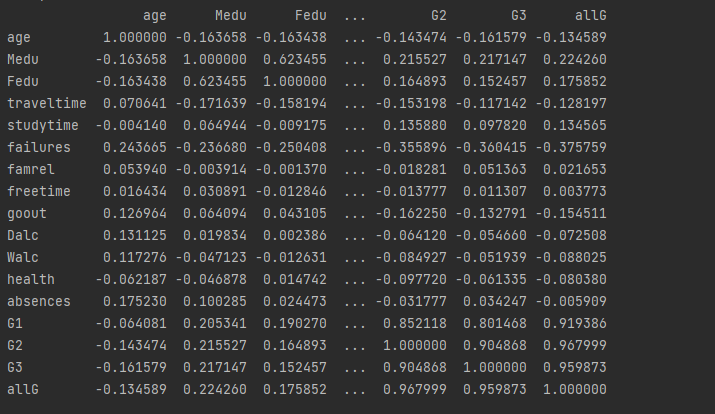 age Medu Fedu ... G2 G3 allG
age 1.000000 -0.163658 -0.163438 ... -0.143474 -0.161579 -0.134589
Medu -0.163658 1.000000 0.623455 ... 0.215527 0.217147 0.224260
Fedu -0.163438 0.623455 1.000000 ... 0.164893 0.152457 0.175852
traveltime 0.070641 -0.171639 -0.158194 ... -0.153198 -0.117142 -0.128197
studytime -0.004140 0.064944 -0.009175 ... 0.135880 0.097820 0.134565
failures 0.243665 -0.236680 -0.250408 ... -0.355896 -0.360415 -0.375759
famrel 0.053940 -0.003914 -0.001370 ... -0.018281 0.051363 0.021653
freetime 0.016434 0.030891 -0.012846 ... -0.013777 0.011307 0.003773
goout 0.126964 0.064094 0.043105 ... -0.162250 -0.132791 -0.154511
Dalc 0.131125 0.019834 0.002386 ... -0.064120 -0.054660 -0.072508
Walc 0.117276 -0.047123 -0.012631 ... -0.084927 -0.051939 -0.088025
health -0.062187 -0.046878 0.014742 ... -0.097720 -0.061335 -0.080380
absences 0.175230 0.100285 0.024473 ... -0.031777 0.034247 -0.005909
G1 -0.064081 0.205341 0.190270 ... 0.852118 0.801468 0.919386
G2 -0.143474 0.215527 0.164893 ... 1.000000 0.904868 0.967999
G3 -0.161579 0.217147 0.152457 ... 0.904868 1.000000 0.959873
allG -0.134589 0.224260 0.175852 ... 0.967999 0.959873 1.000000